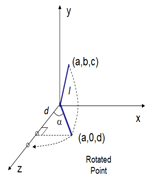 y
(a,b,c)
l
d
α
x
(a,0,d)
z
Rotated
Point